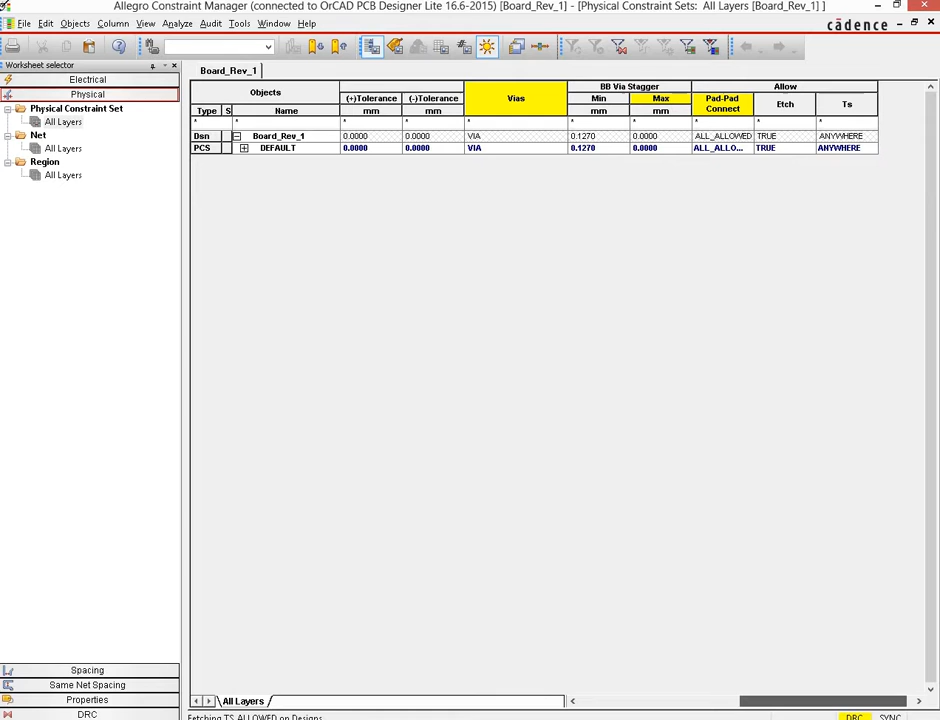 Allegro Constraint Manager (connected to OrCAD PCB Designer Lite 16.6-2015) [Board_Rev_1] - [Physical Constraint Sets:  All Layers [Board_Rev_1] ]
File Edit Objects Column View Analyze Audit Tools Window Help
cādence
Worksheet selector
Electrical
Physical
Physical Constraint Set
All Layers
Net
All Layers
Region
All Layers
Spacing
Same Net Spacing
Properties
DRC
Board_Rev_1
Objects Vias BB Via Stagger Allow
(+)Tolerance (-)Tolerance Min Max Pad-Pad Connect Etch Ts
Type S Name mm mm mm mm
* * * * * * * * * *
Dsn Board_Rev_1 0.0000 0.0000 VIA 0.1270 0.0000 ALL_ALLOWED TRUE ANYWHERE
PCS DEFAULT 0.0000 0.0000 VIA 0.1270 0.0000 ALL_ALLO... TRUE ANYWHERE
All Layers
Fetching TS_ALLOWED on Designs
DRC SYNC